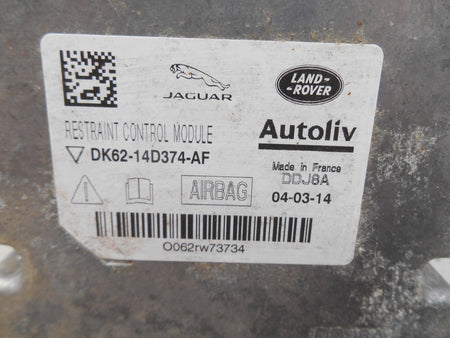 JAGUAR
LAND-
-ROVER
RESTRAINT CONTROL MODULE
Autoliv
DK62-14D374-AF
Made in France
DDJ8A
AIRBAG
04-03-14
O062rw73734